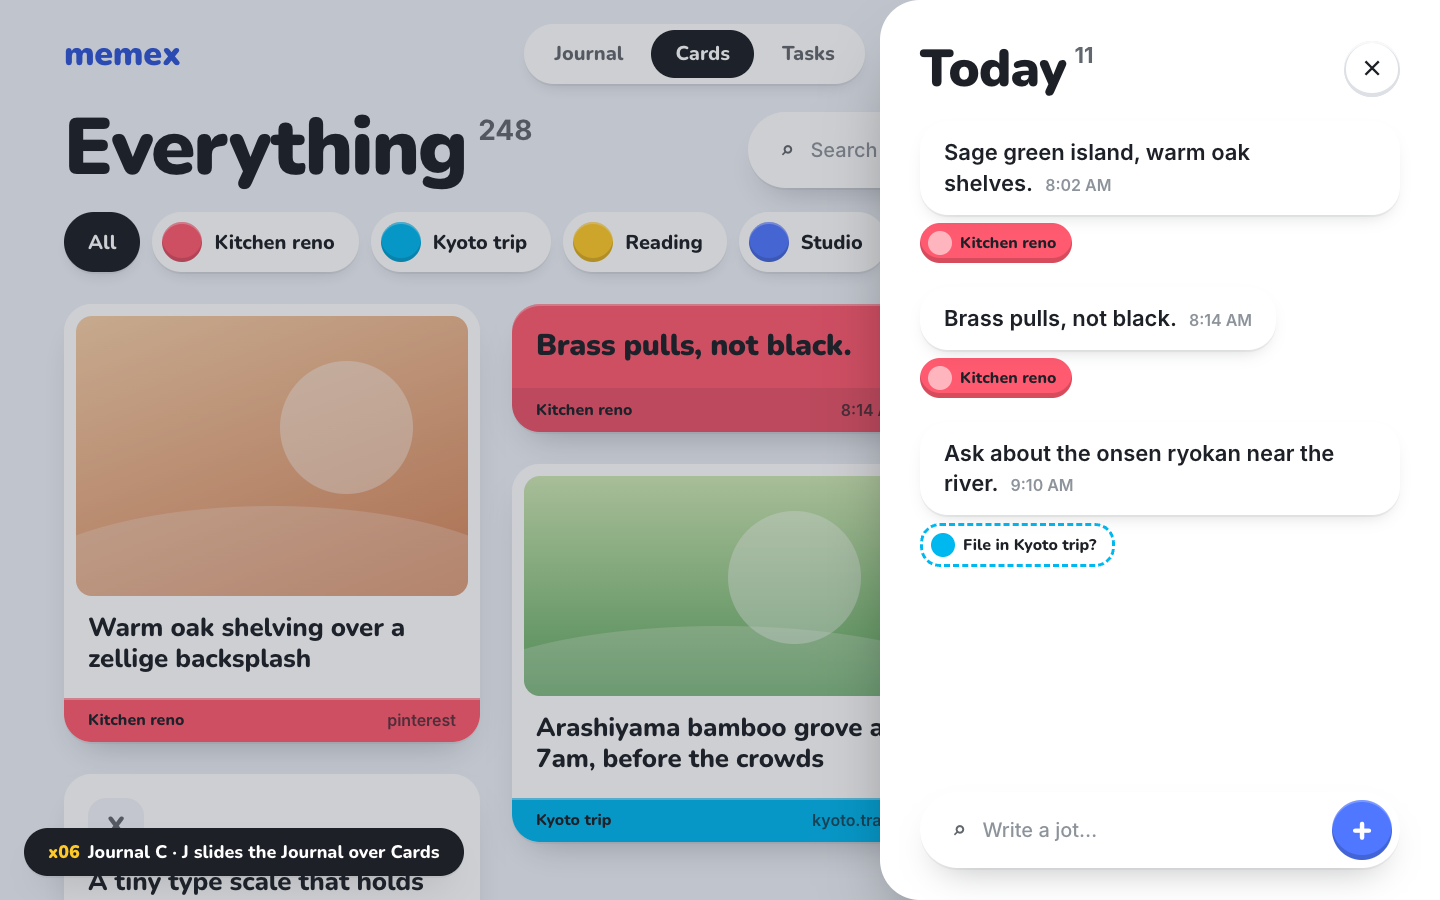 memex
Journal
Cards
Tasks
Everything 248
Search
All
Kitchen reno
Kyoto trip
Reading
Studio
Warm oak shelving over a
zellige backsplash
Kitchen reno
pinterest
A tiny type scale that holds
Brass pulls, not black.
Kitchen reno
8:14
Arashiyama bamboo grove
7am, before the crowds
Kyoto trip
kyoto.tra
x06 Journal C · J slides the Journal over Cards
Today 11
Sage green island, warm oak
shelves. 8:02 AM
Kitchen reno
Brass pulls, not black. 8:14 AM
Kitchen reno
Ask about the onsen ryokan near the
river. 9:10 AM
File in Kyoto trip?
Write a jot...